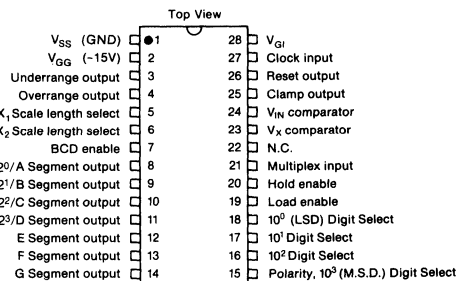 Top View
VSS (GND) 1 28 VGI
VGG (-15V) 2 27 Clock input
Underrange output 3 26 Reset output
Overrange output 4 25 Clamp output
X1 Scale length select 5 24 VIN comparator
X2 Scale length select 6 23 VX comparator
BCD enable 7 22 N.C.
2⁰/A Segment output 8 21 Multiplex input
2¹/B Segment output 9 20 Hold enable
2²/C Segment output 10 19 Load enable
2³/D Segment output 11 18 10⁰ (LSD) Digit Select
E Segment output 12 17 10¹ Digit Select
F Segment output 13 16 10² Digit Select
G Segment output 14 15 Polarity, 10³ (M.S.D.) Digit Select